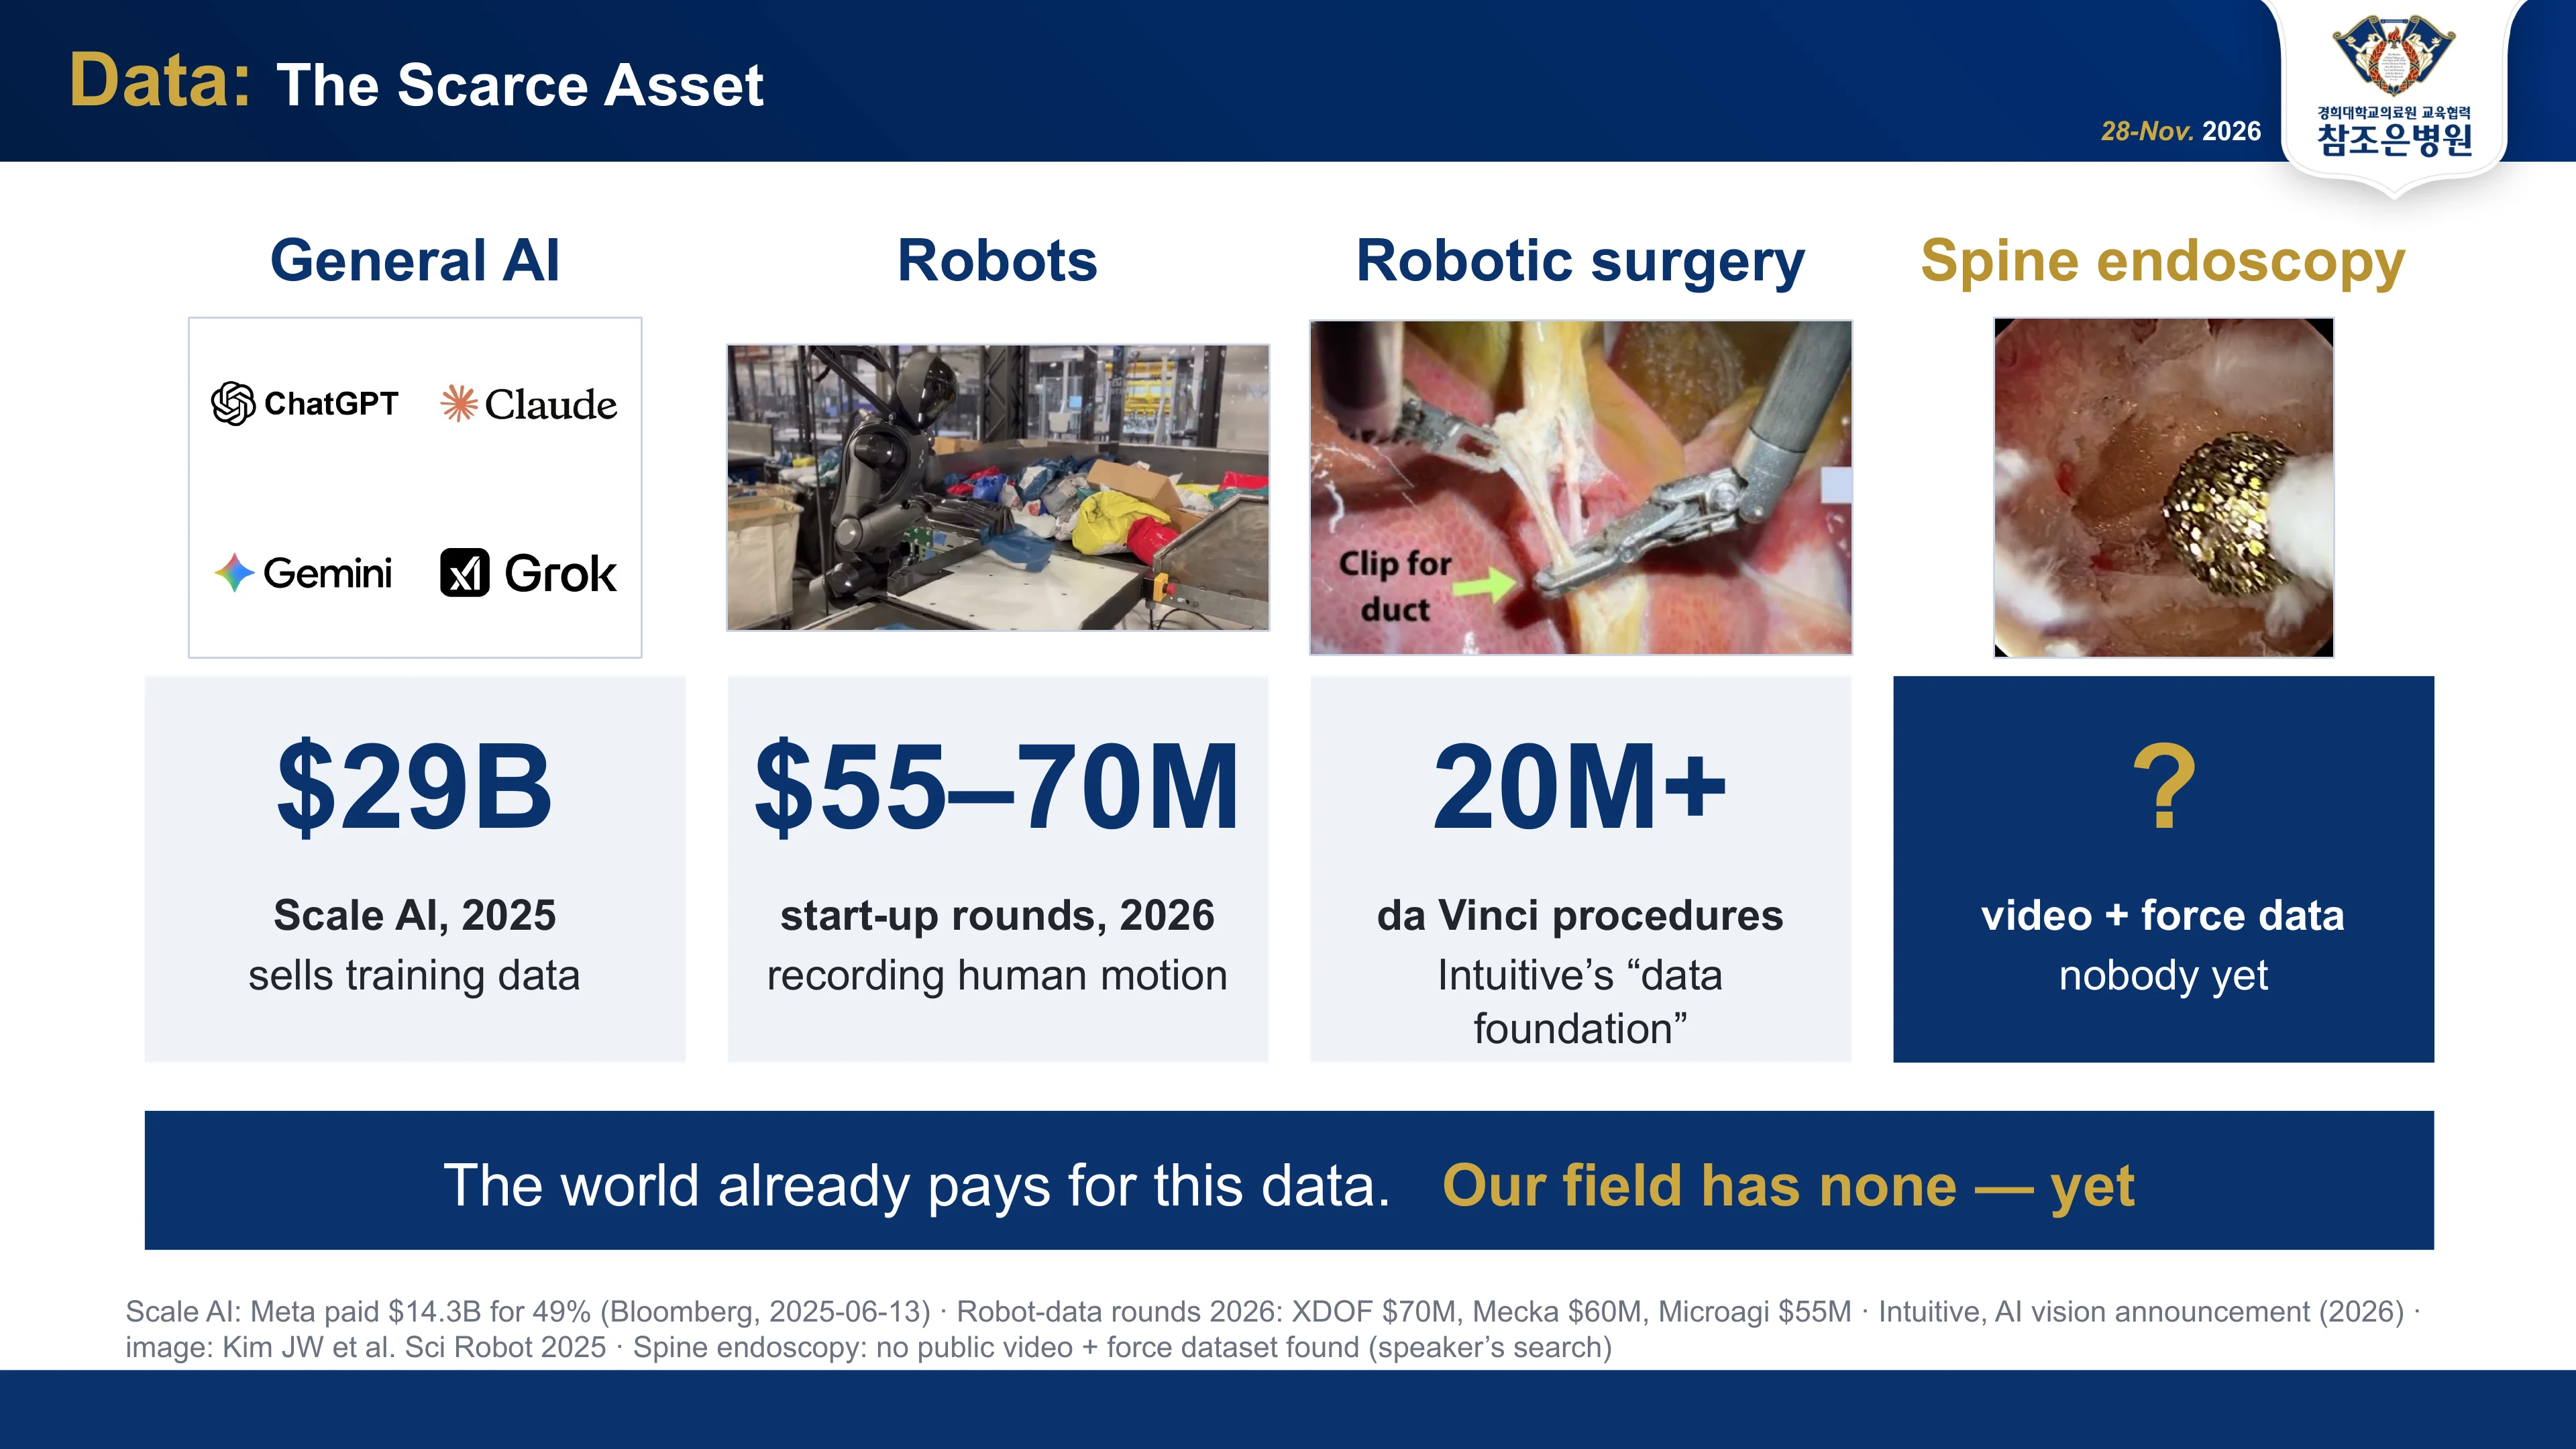 Data: The Scarce Asset
28-Nov. 2026
경희대학교의료원 교육협력
참조은병원
General AI
Robots
Robotic surgery
Spine endoscopy
ChatGPT
Claude
Gemini
Grok
Clip for
duct
$29B
Scale AI, 2025
sells training data
$55–70M
start-up rounds, 2026
recording human motion
20M+
da Vinci procedures
Intuitive’s “data
foundation”
?
video + force data
nobody yet
The world already pays for this data. Our field has none — yet
Scale AI: Meta paid $14.3B for 49% (Bloomberg, 2025-06-13) · Robot-data rounds 2026: XDOF $70M, Mecka $60M, Microagi $55M · Intuitive, AI vision announcement (2026) ·
image: Kim JW et al. Sci Robot 2025 · Spine endoscopy: no public video + force dataset found (speaker’s search)